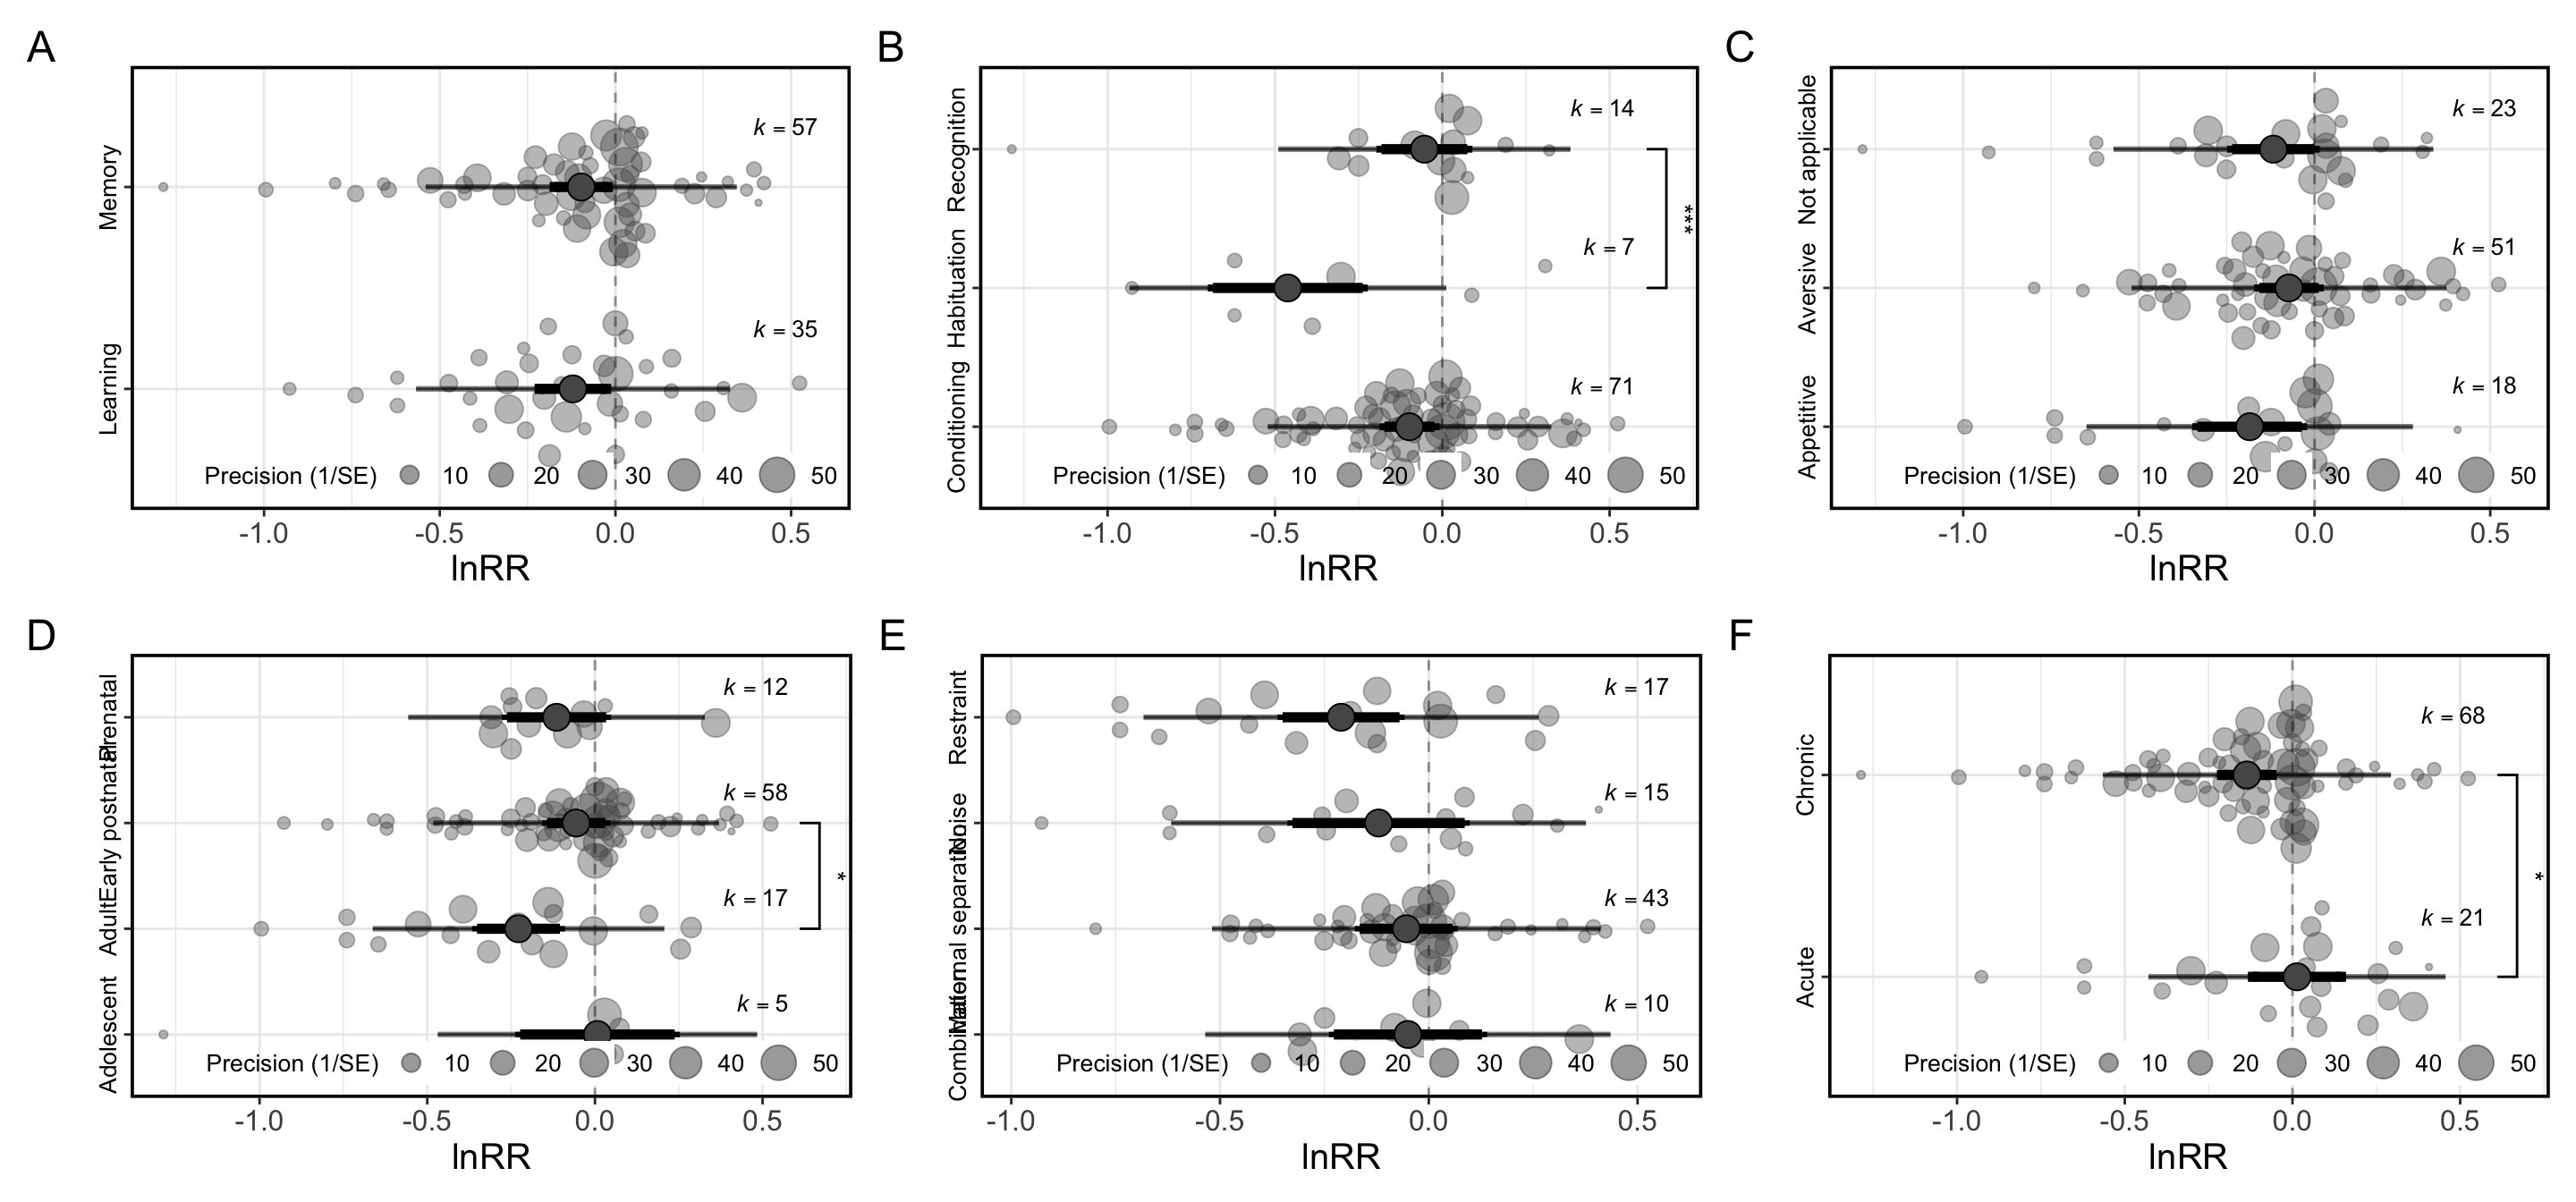 A
Memory
Learning
k = 57
k = 35
Precision (1/SE) 10 20 30 40 50
-1.0 -0.5 0.0 0.5
lnRR
B
Recognition
Habituation
Conditioning
k = 14
k = 7
k = 71
***
Precision (1/SE) 10 20 30 40 50
-1.0 -0.5 0.0 0.5
lnRR
C
Not applicable
Aversive
Appetitive
k = 23
k = 51
k = 18
Precision (1/SE) 10 20 30 40 50
-1.0 -0.5 0.0 0.5
lnRR
D
Prenatal
Early postnatal
Adult
Adolescent
k = 12
k = 58
k = 17
k = 5
*
Precision (1/SE) 10 20 30 40 50
-1.0 -0.5 0.0 0.5
lnRR
E
Restraint
Noise
Maternal separation
Combination
k = 17
k = 15
k = 43
k = 10
Precision (1/SE) 10 20 30 40 50
-1.0 -0.5 0.0 0.5
lnRR
F
Chronic
Acute
k = 68
k = 21
*
Precision (1/SE) 10 20 30 40 50
-1.0 -0.5 0.0 0.5
lnRR